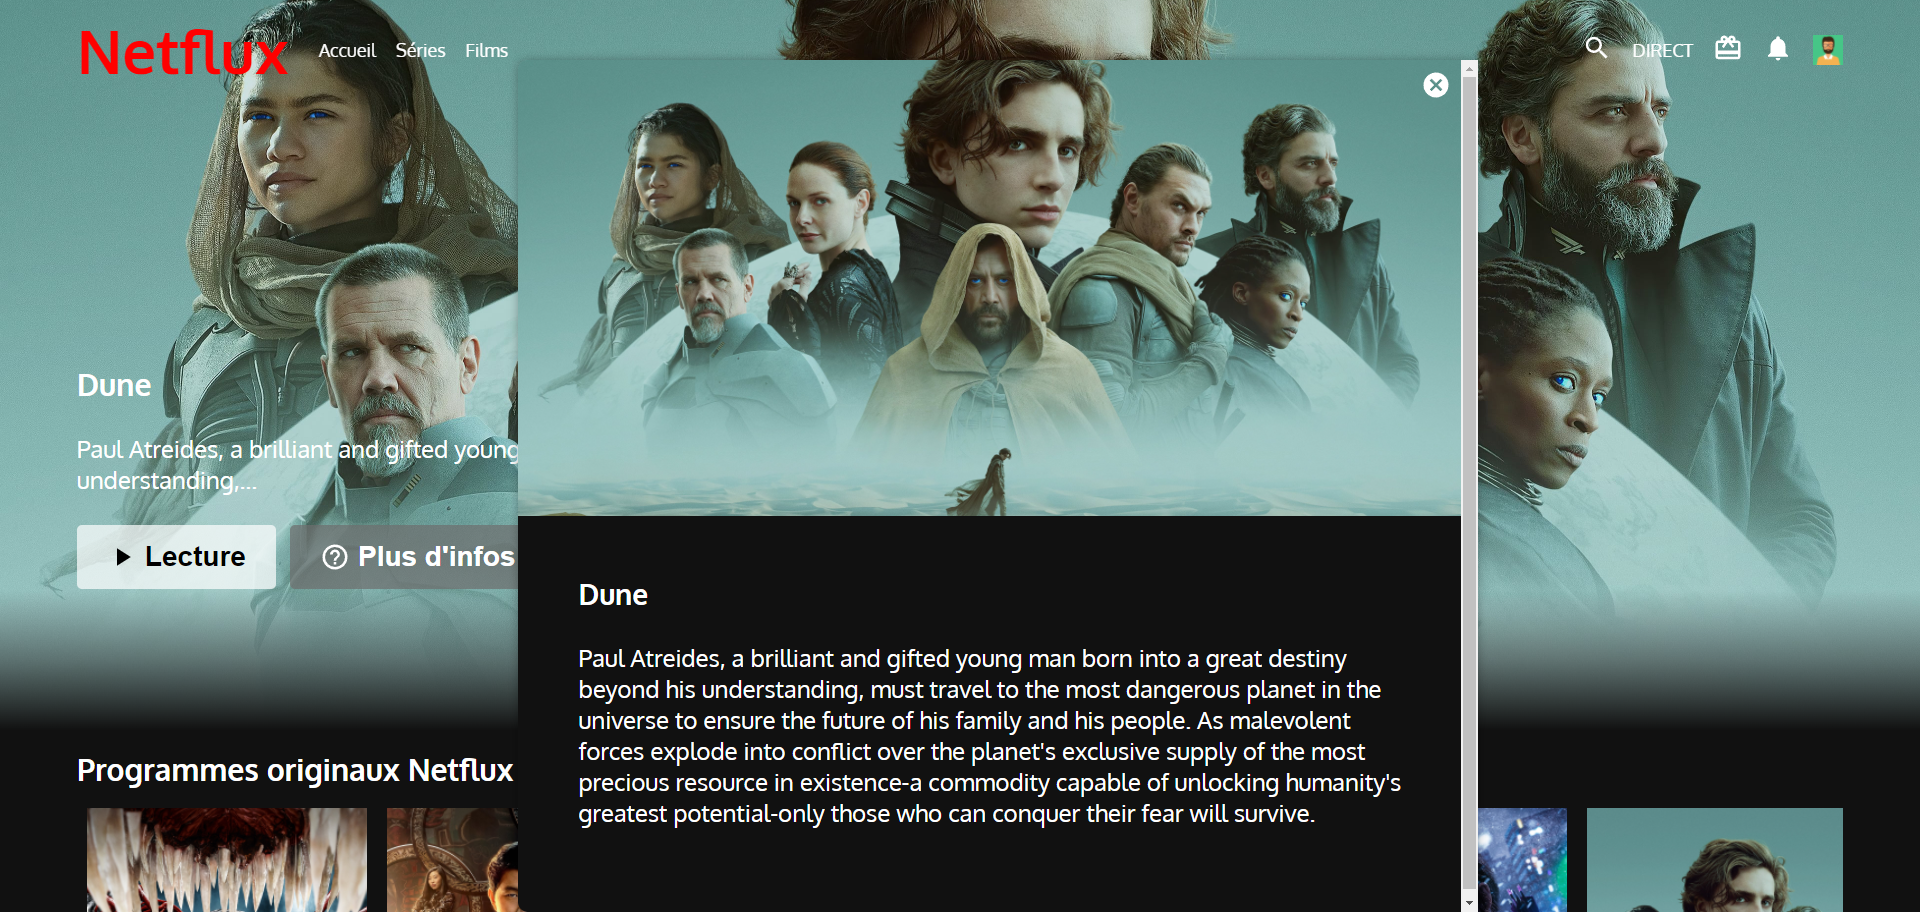 Netflux
Accueil Séries Films
DIRECT
Dune
Paul Atreides, a brilliant and gifted young
understanding,...
Lecture
Plus d'infos
Programmes originaux Netflux
Dune
Paul Atreides, a brilliant and gifted young man born into a great destiny
beyond his understanding, must travel to the most dangerous planet in the
universe to ensure the future of his family and his people. As malevolent
forces explode into conflict over the planet's exclusive supply of the most
precious resource in existence-a commodity capable of unlocking humanity's
greatest potential-only those who can conquer their fear will survive.